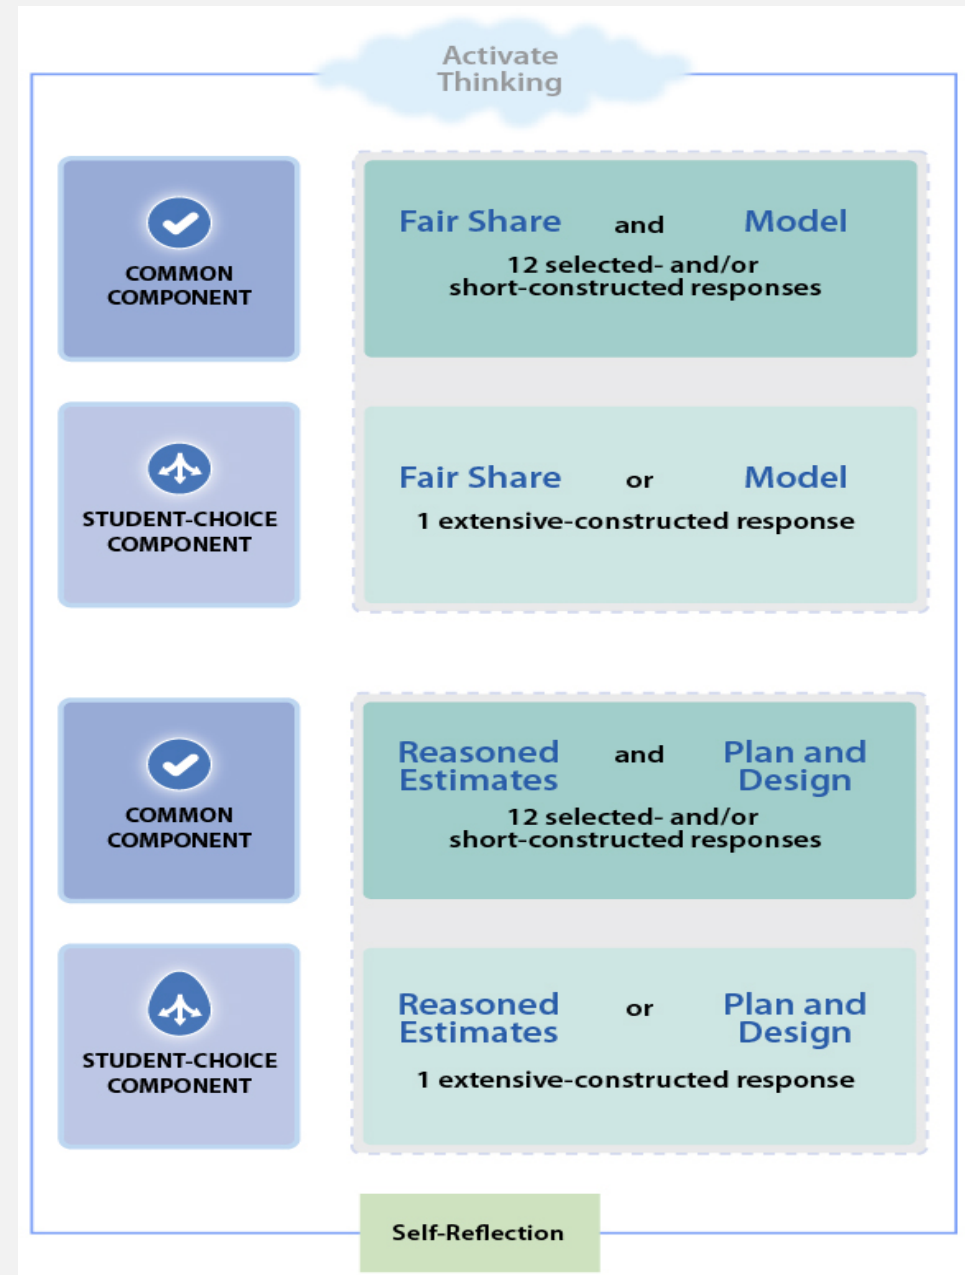 Activate
Thinking
COMMON
COMPONENT
Fair Share and Model
12 selected- and/or
short-constructed responses
STUDENT-CHOICE
COMPONENT
Fair Share or Model
1 extensive-constructed response
COMMON
COMPONENT
Reasoned and Plan and
Estimates Design
12 selected- and/or
short-constructed responses
STUDENT-CHOICE
COMPONENT
Reasoned or Plan and
Estimates Design
1 extensive-constructed response
Self-Reflection